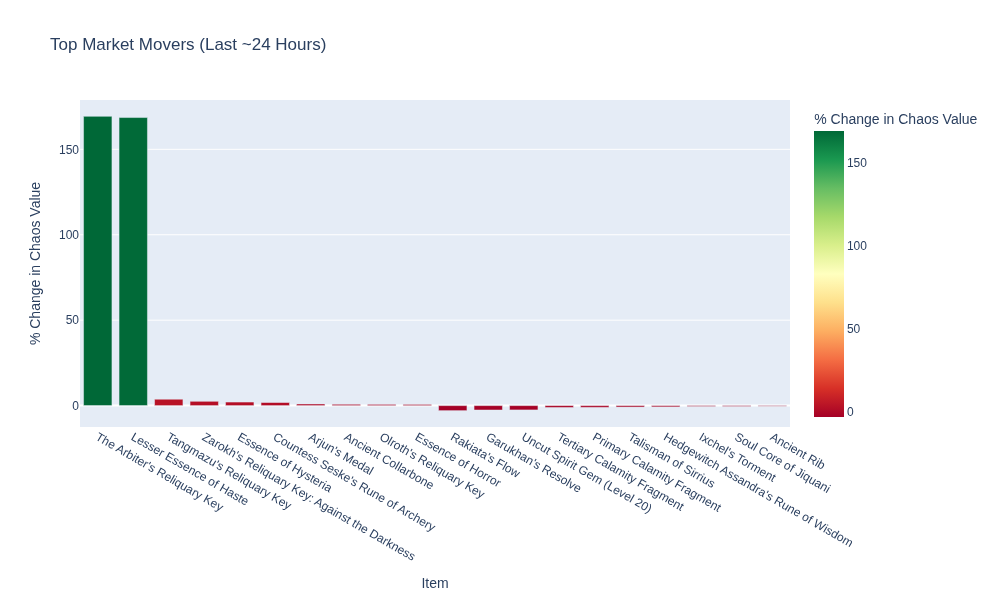 Top Market Movers (Last ~24 Hours)
% Change in Chaos Value
150
100
50
0
% Change in Chaos Value
150
100
50
0
The Arbiter's Reliquary Key
Lesser Essence of Haste
Tangmazu's Reliquary Key
Zarokh's Reliquary Key: Against the Darkness
Essence of Hysteria
Countess Seske's Rune of Archery
Arjun's Medal
Ancient Collarbone
Olroth's Reliquary Key
Essence of Horror
Rakiata's Flow
Garukhan's Resolve
Uncut Spirit Gem (Level 20)
Tertiary Calamity Fragment
Primary Calamity Fragment
Talisman of Sirrius
Hedgewitch Assandra's Rune of Wisdom
Ixchel's Torment
Soul Core of Jiquani
Ancient Rib
Item